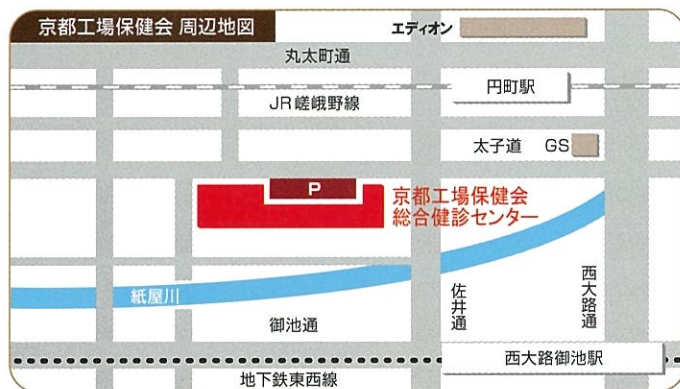 京都工場保健会 周辺地図
エディオン
丸太町通
円町駅
JR嵯峨野線
太子道
GS
P
京都工場保健会
総合健診センター
紙屋川
佐井通
西大路通
御池通
西大路御池駅
地下鉄東西線